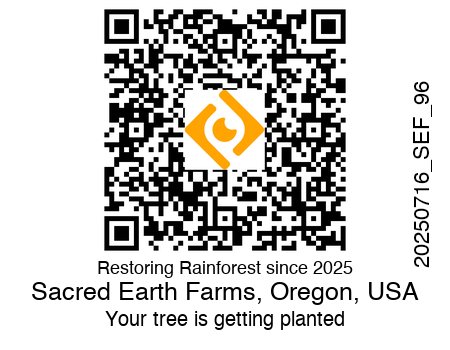 Restoring Rainforest since 2025
Sacred Earth Farms, Oregon, USA
Your tree is getting planted
20250716_SEF_96